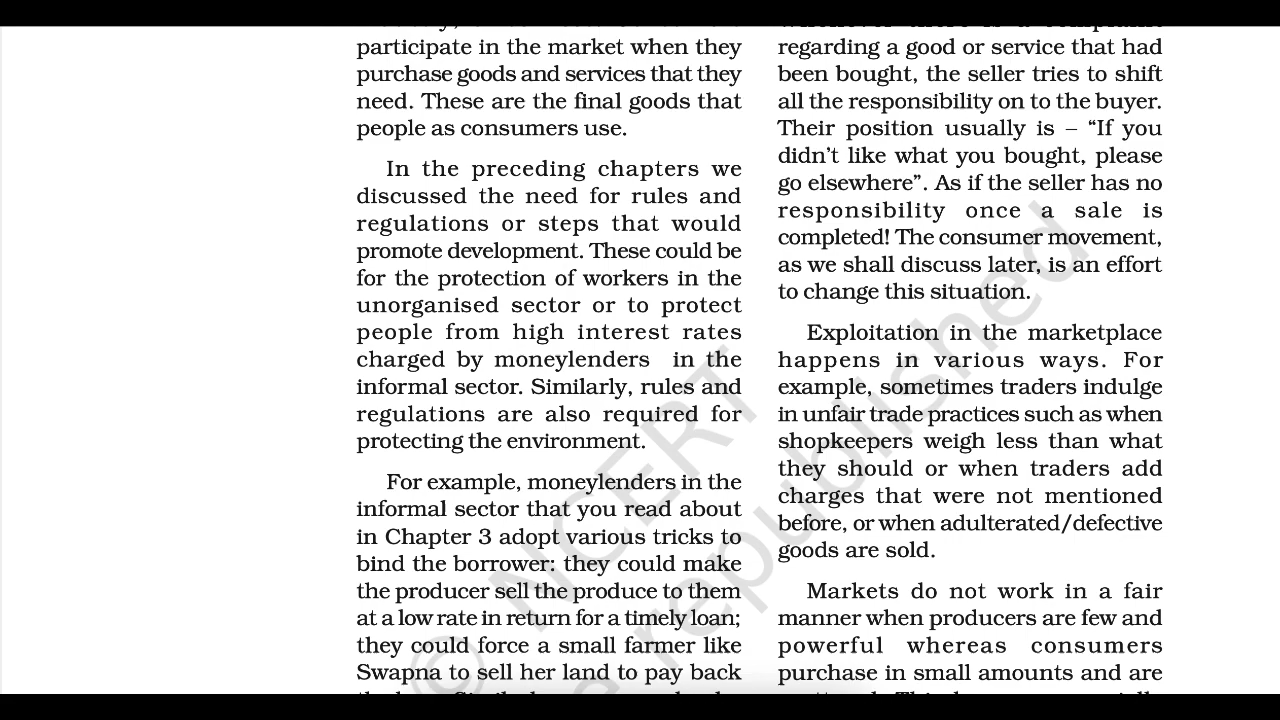 participate in the market when they
purchase goods and services that they
need. These are the final goods that
people as consumers use.
In the preceding chapters we
discussed the need for rules and
regulations or steps that would
promote development. These could be
for the protection of workers in the
unorganised sector or to protect
people from high interest rates
charged by moneylenders in the
informal sector. Similarly, rules and
regulations are also required for
protecting the environment.
For example, moneylenders in the
informal sector that you read about
in Chapter 3 adopt various tricks to
bind the borrower: they could make
the producer sell the produce to them
at a low rate in return for a timely loan;
they could force a small farmer like
Swapna to sell her land to pay back
regarding a good or service that had
been bought, the seller tries to shift
all the responsibility on to the buyer.
Their position usually is – “If you
didn’t like what you bought, please
go elsewhere”. As if the seller has no
responsibility once a sale is
completed! The consumer movement,
as we shall discuss later, is an effort
to change this situation.
Exploitation in the marketplace
happens in various ways. For
example, sometimes traders indulge
in unfair trade practices such as when
shopkeepers weigh less than what
they should or when traders add
charges that were not mentioned
before, or when adulterated/defective
goods are sold.
Markets do not work in a fair
manner when producers are few and
powerful whereas consumers
purchase in small amounts and are
© NCERT
republished